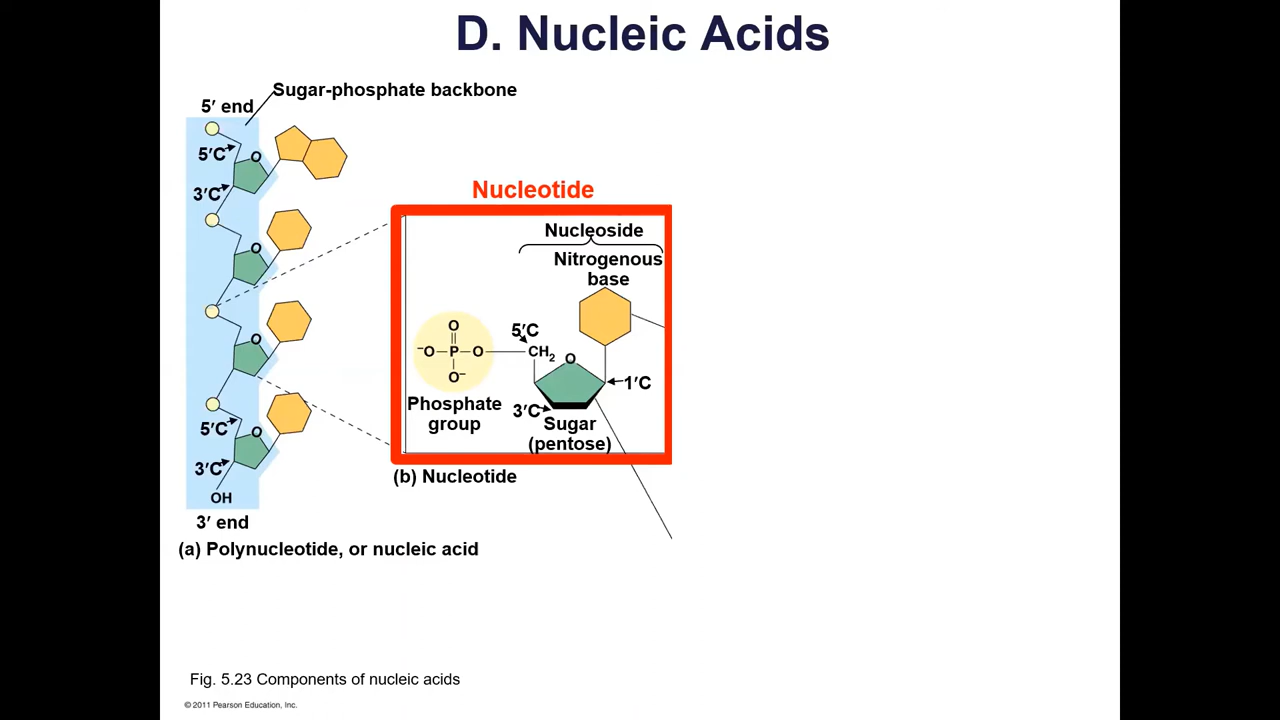 D. Nucleic Acids
Sugar-phosphate backbone
5′ end
5′C
O
3′C
O
O
5′C
O
3′C
OH
3′ end
(a) Polynucleotide, or nucleic acid
Nucleotide
Nucleoside
Nitrogenous
base
O
⁻O–P–O
O⁻
5′C
CH₂
O
1′C
3′C
Phosphate
group
Sugar
(pentose)
(b) Nucleotide
Fig. 5.23 Components of nucleic acids
© 2011 Pearson Education, Inc.